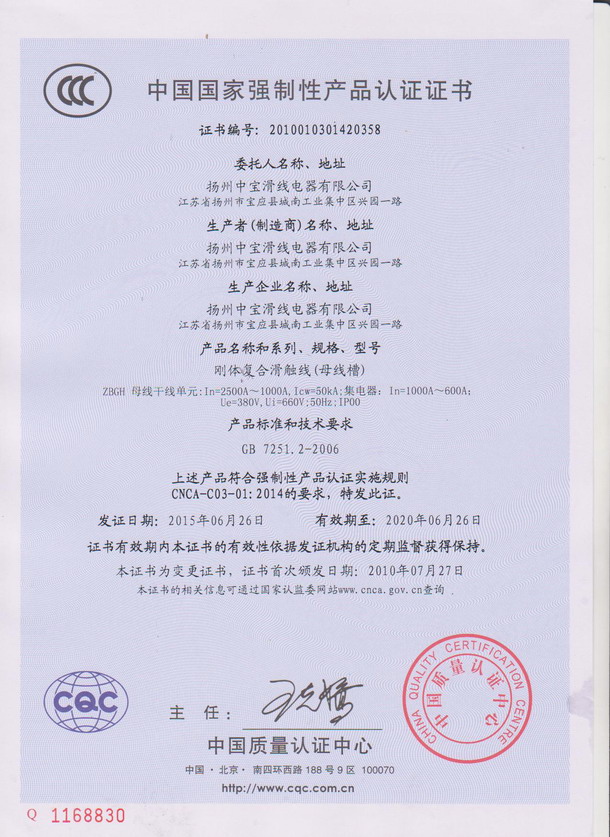 中国国家强制性产品认证证书
证书编号: 2010010301420358
委托人名称、地址
扬州中宝滑线电器有限公司
江苏省扬州市宝应县城南工业集中区兴园一路
生产者(制造商)名称、地址
扬州中宝滑线电器有限公司
江苏省扬州市宝应县城南工业集中区兴园一路
生产企业名称、地址
扬州中宝滑线电器有限公司
江苏省扬州市宝应县城南工业集中区兴园一路
产品名称和系列、规格、型号
刚体复合滑触线(母线槽)
ZBGH 母线干线单元:In=2500A～1000A,Icw=50kA;集电器: In=1000A～600A;
Ue=380V,Ui=660V;50Hz;IP00
产品标准和技术要求
GB 7251.2-2006
上述产品符合强制性产品认证实施规则
CNCA-C03-01:2014的要求，特发此证。
发证日期: 2015年06月26日 有效期至: 2020年06月26日
证书有效期内本证书的有效性依据发证机构的定期监督获得保持。
本证书为变更证书，证书首次颁发日期: 2010年07月27日
本证书的相关信息可通过国家认监委网站www.cnca.gov.cn查询
CQC
主 任:
CHINA QUALITY CERTIFICATION CENTRE
中国质量认证中心
中国质量认证中心
中国·北京·南四环西路 188 号 9 区 100070
http://www.cqc.com.cn
Q 1168830